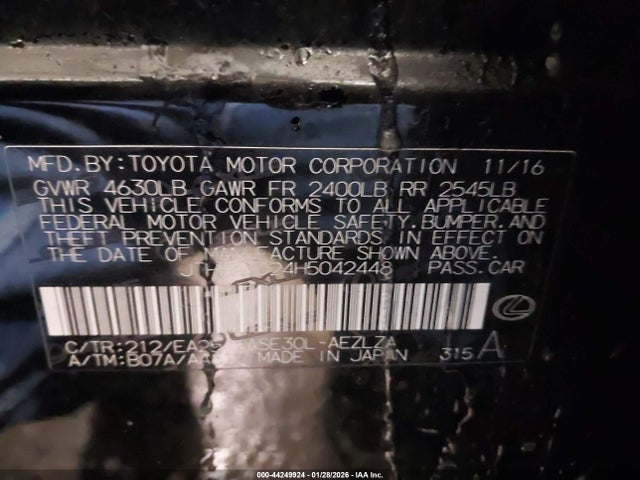 MFD.BY:TOYOTA MOTOR CORPORATION 11/16
GVWR 4630LB GAWR FR 2400LB RR 2545LB
THIS VEHICLE CONFORMS TO ALL APPLICABLE
FEDERAL MOTOR VEHICLE SAFETY,BUMPER,AND
THEFT PREVENTION STANDARDS IN EFFECT ON
THE DATE OF MANUFACTURE SHOWN ABOVE.
24H5042448 PASS.CAR
C/TR:212/EA2 ASE30L-AEZLZA
A/TM:B07A/AA MADE IN JAPAN 315A
000-44249924 | 01/28/2026 - IAA Inc.